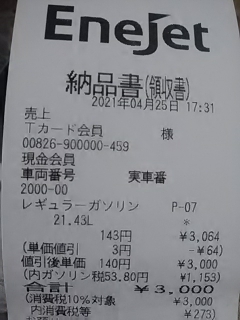 EneJet
納品書(領収書)
2021年04月25日 17:31
売上
Tカード会員 様
00826-900000-459
現金会員
車両番号 実車番
2000-00
レギュラーガソリン P-07
21.43L *
143円 ¥3,064
(単価値引 3円 ¥-64)
値引後単価 140円 ¥3,000
(内ガソリン税53.80円 ¥1,153)
合計 ¥3,000
(消費税10%対象 ¥3,000
内消費税等 ¥273)